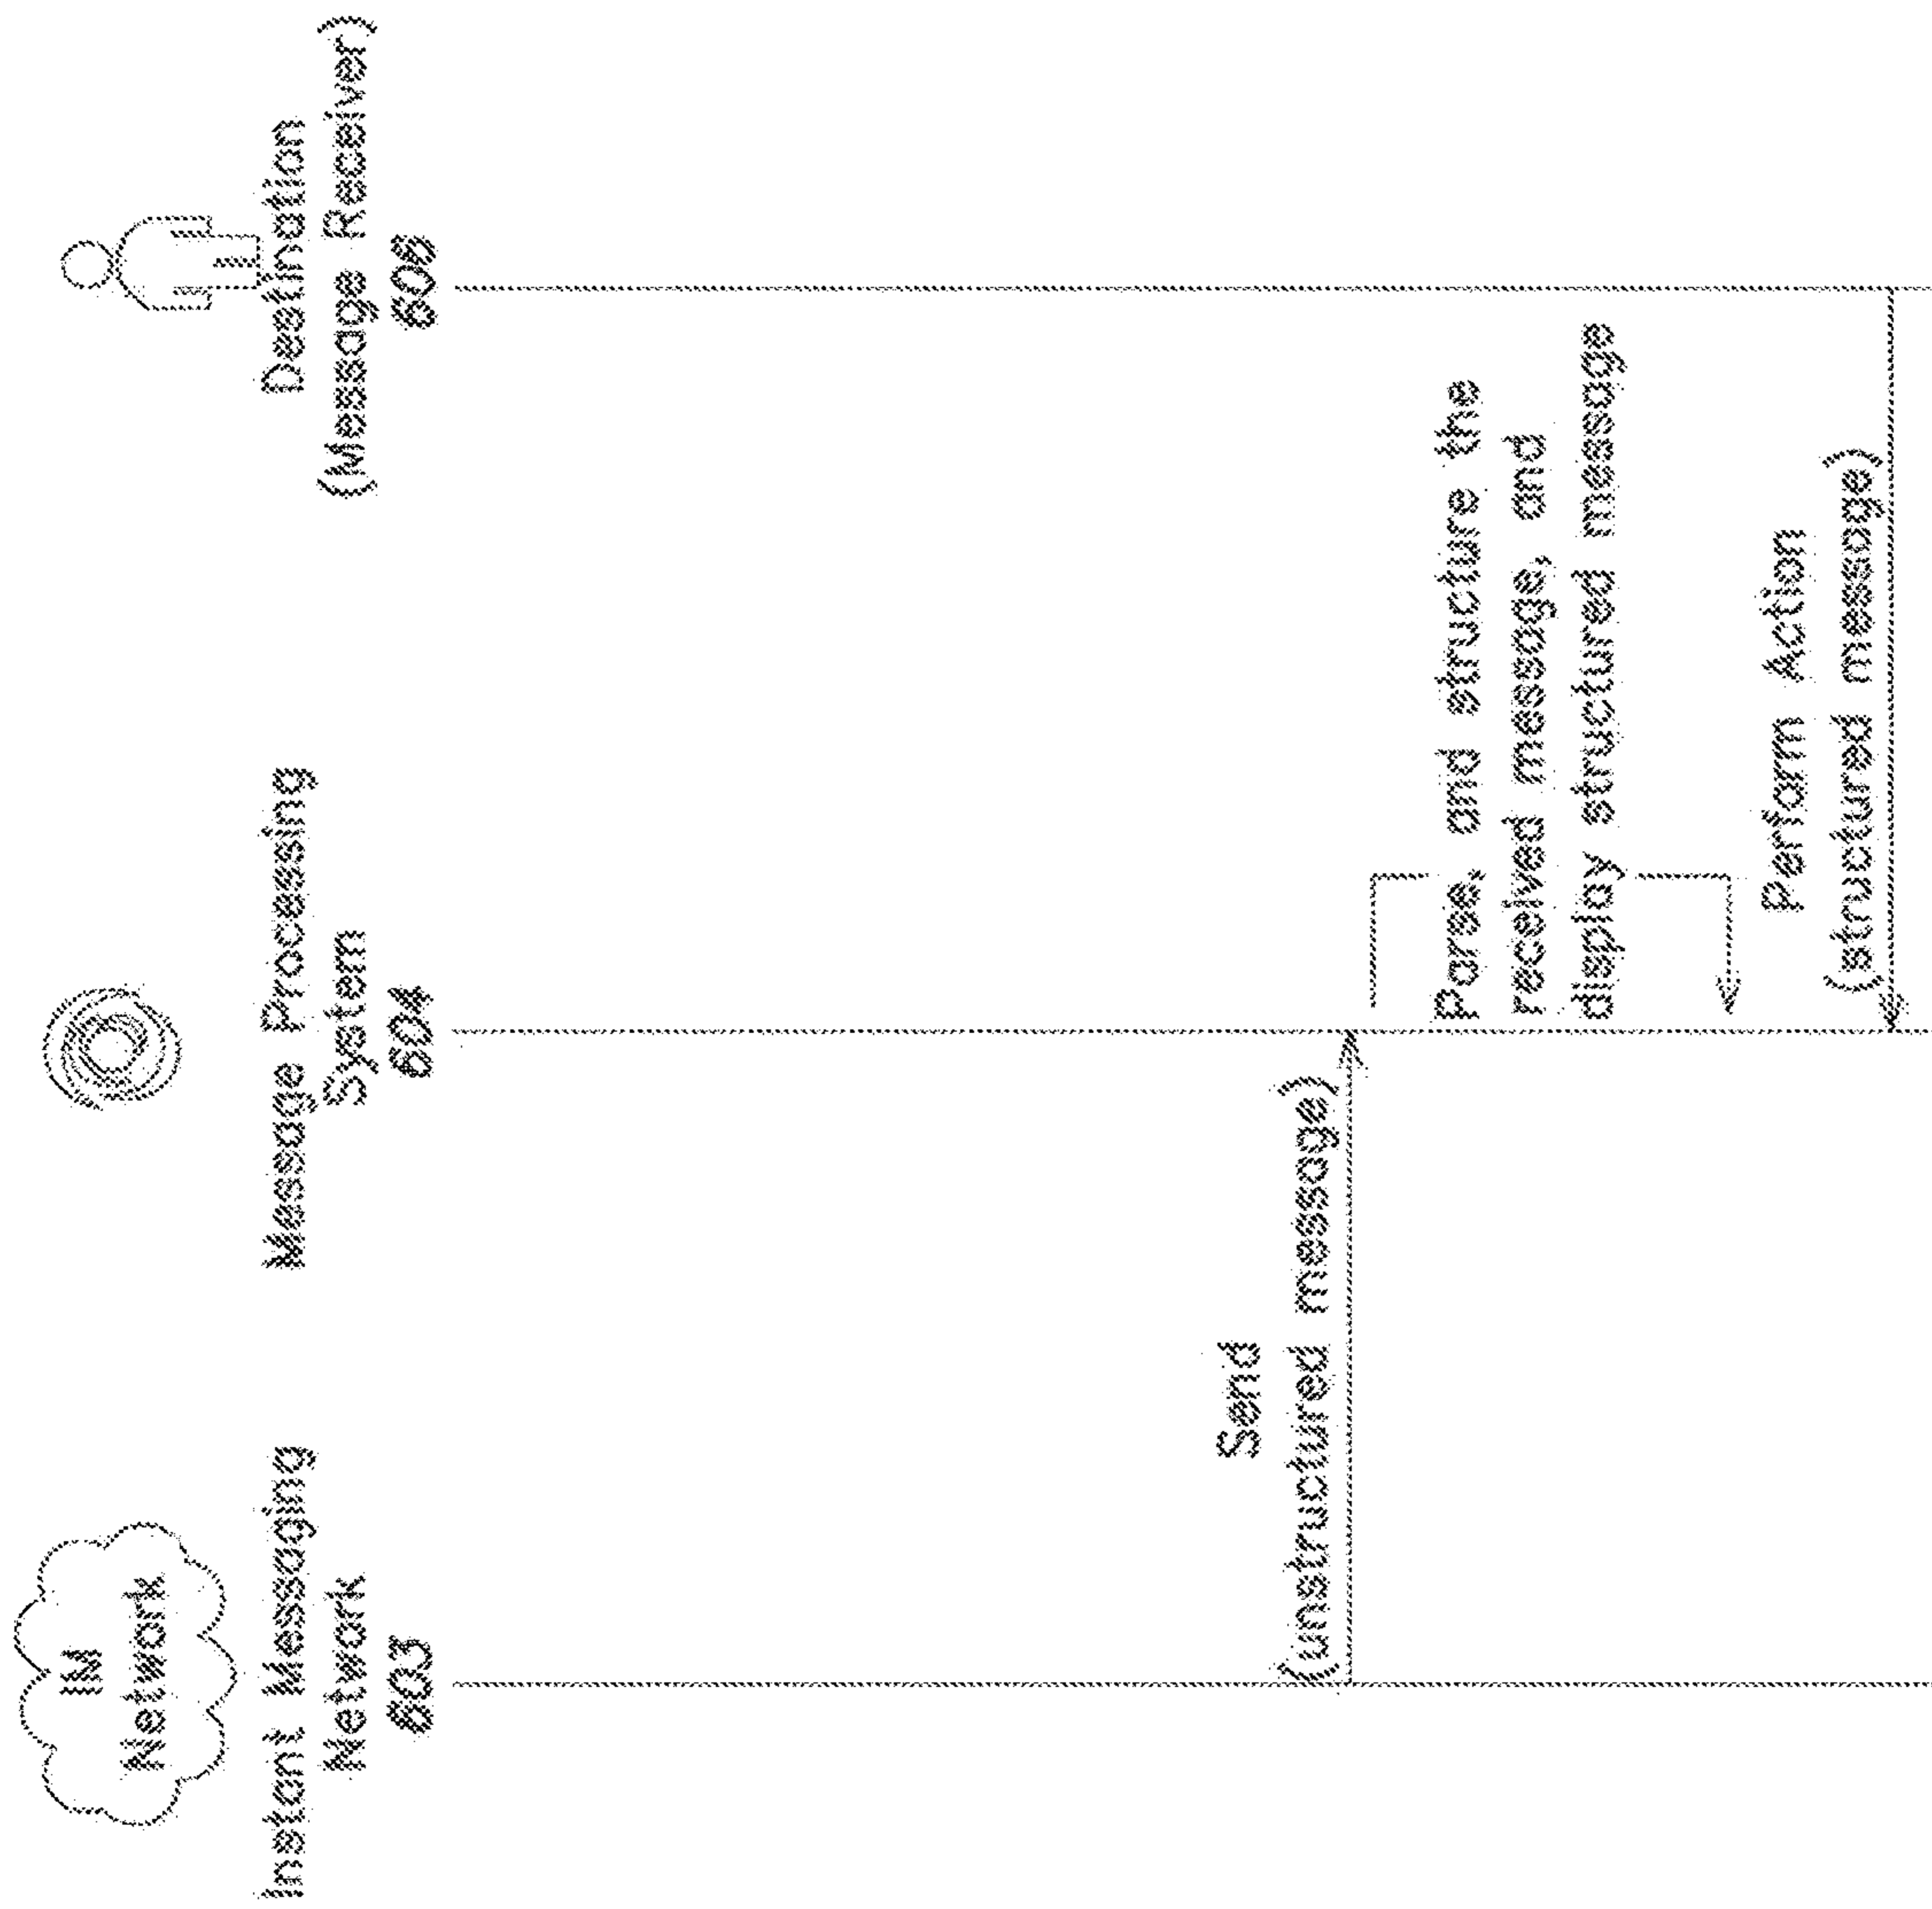 IM
Network
Instant Messaging
Network
603
Message Processing
System
604
Destination
(Message Receiver)
Send
(unstructured message)
Parse, and structure the
received message, and
display structured message
Perform Action
(structured message)